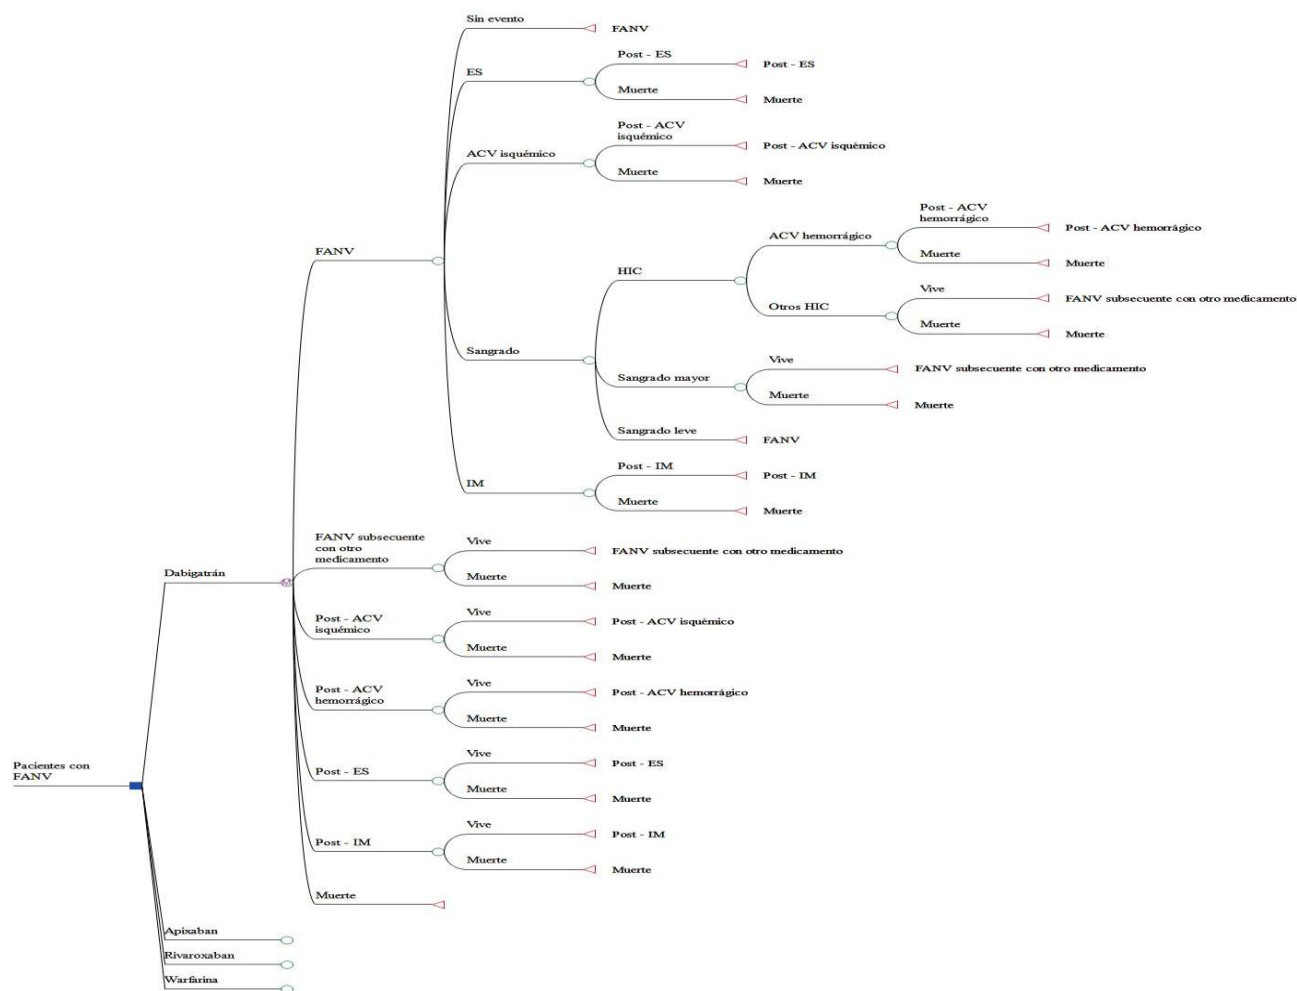 Sin evento
FANV
ES
Post - ES
Post - ES
Muerte
Muerte
ACV isquémico
Post - ACV
isquémico
Post - ACV isquémico
Muerte
Muerte
FANV
Sangrado
HIC
ACV hemorrágico
Post - ACV
hemorrágico
Post - ACV hemorrágico
Muerte
Muerte
Otros HIC
Vive
FANV subsecuente con otro medicamento
Muerte
Muerte
Sangrado mayor
Vive
FANV subsecuente con otro medicamento
Muerte
Muerte
Sangrado leve
FANV
IM
Post - IM
Post - IM
Muerte
Muerte
FANV subsecuente
con otro
medicamento
Vive
FANV subsecuente con otro medicamento
Muerte
Muerte
Dabigatrán
M
Post - ACV
isquémico
Vive
Post - ACV isquémico
Muerte
Muerte
Post - ACV
hemorrágico
Vive
Post - ACV hemorrágico
Muerte
Muerte
Pacientes con
FANV
Post - ES
Vive
Post - ES
Muerte
Muerte
Post - IM
Vive
Post - IM
Muerte
Muerte
Muerte
Apixaban
Rivaroxaban
Warfarina